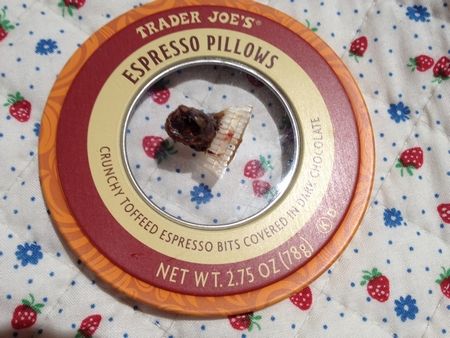 TRADER JOE'S®
ESPRESSO PILLOWS
CRUNCHY TOFFEED ESPRESSO BITS COVERED IN DARK CHOCOLATE
NET WT. 2.75 OZ (78g)